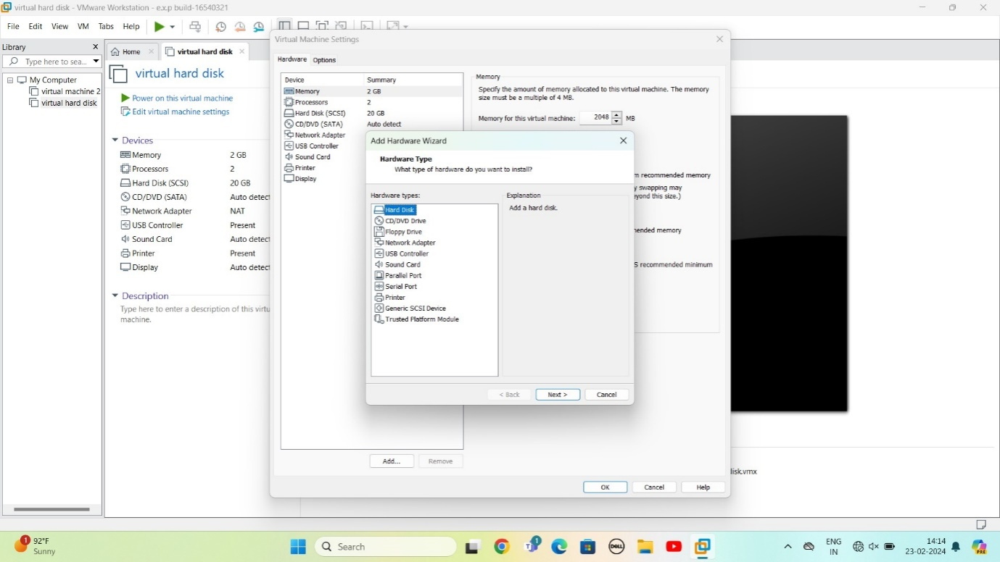 virtual hard disk - VMware Workstation - e.x.p build-16540321
File Edit View VM Tabs Help
Library
Type here to sea...
My Computer
virtual machine 2
virtual hard disk
Home
virtual hard disk
virtual hard disk
Power on this virtual machine
Edit virtual machine settings
Devices
Memory 2 GB
Processors 2
Hard Disk (SCSI) 20 GB
CD/DVD (SATA) Auto detect
Network Adapter NAT
USB Controller Present
Sound Card Auto detect
Printer Present
Display Auto detect
Description
Type here to enter a description of this virtu
machine.
Virtual Machine Settings
Hardware Options
Device Summary
Memory 2 GB
Processors 2
Hard Disk (SCSI) 20 GB
CD/DVD (SATA) Auto detect
Network Adapter
USB Controller
Sound Card
Printer
Display
Memory
Specify the amount of memory allocated to this virtual machine. The memory
size must be a multiple of 4 MB.
Memory for this virtual machine: 2048 MB
recommended memory
y swapping may
eyond this size.)
mended memory
S recommended minimum
Add Hardware Wizard
Hardware Type
What type of hardware do you want to install?
Hardware types:
Hard Disk
CD/DVD Drive
Floppy Drive
Network Adapter
USB Controller
Sound Card
Parallel Port
Serial Port
Printer
Generic SCSI Device
Trusted Platform Module
Explanation
Add a hard disk.
< Back Next > Cancel
Add... Remove
OK Cancel Help
disk.vmx
1
92°F
Sunny
Search
1
DELL
ENG
IN
14:14
23-02-2024
PRE